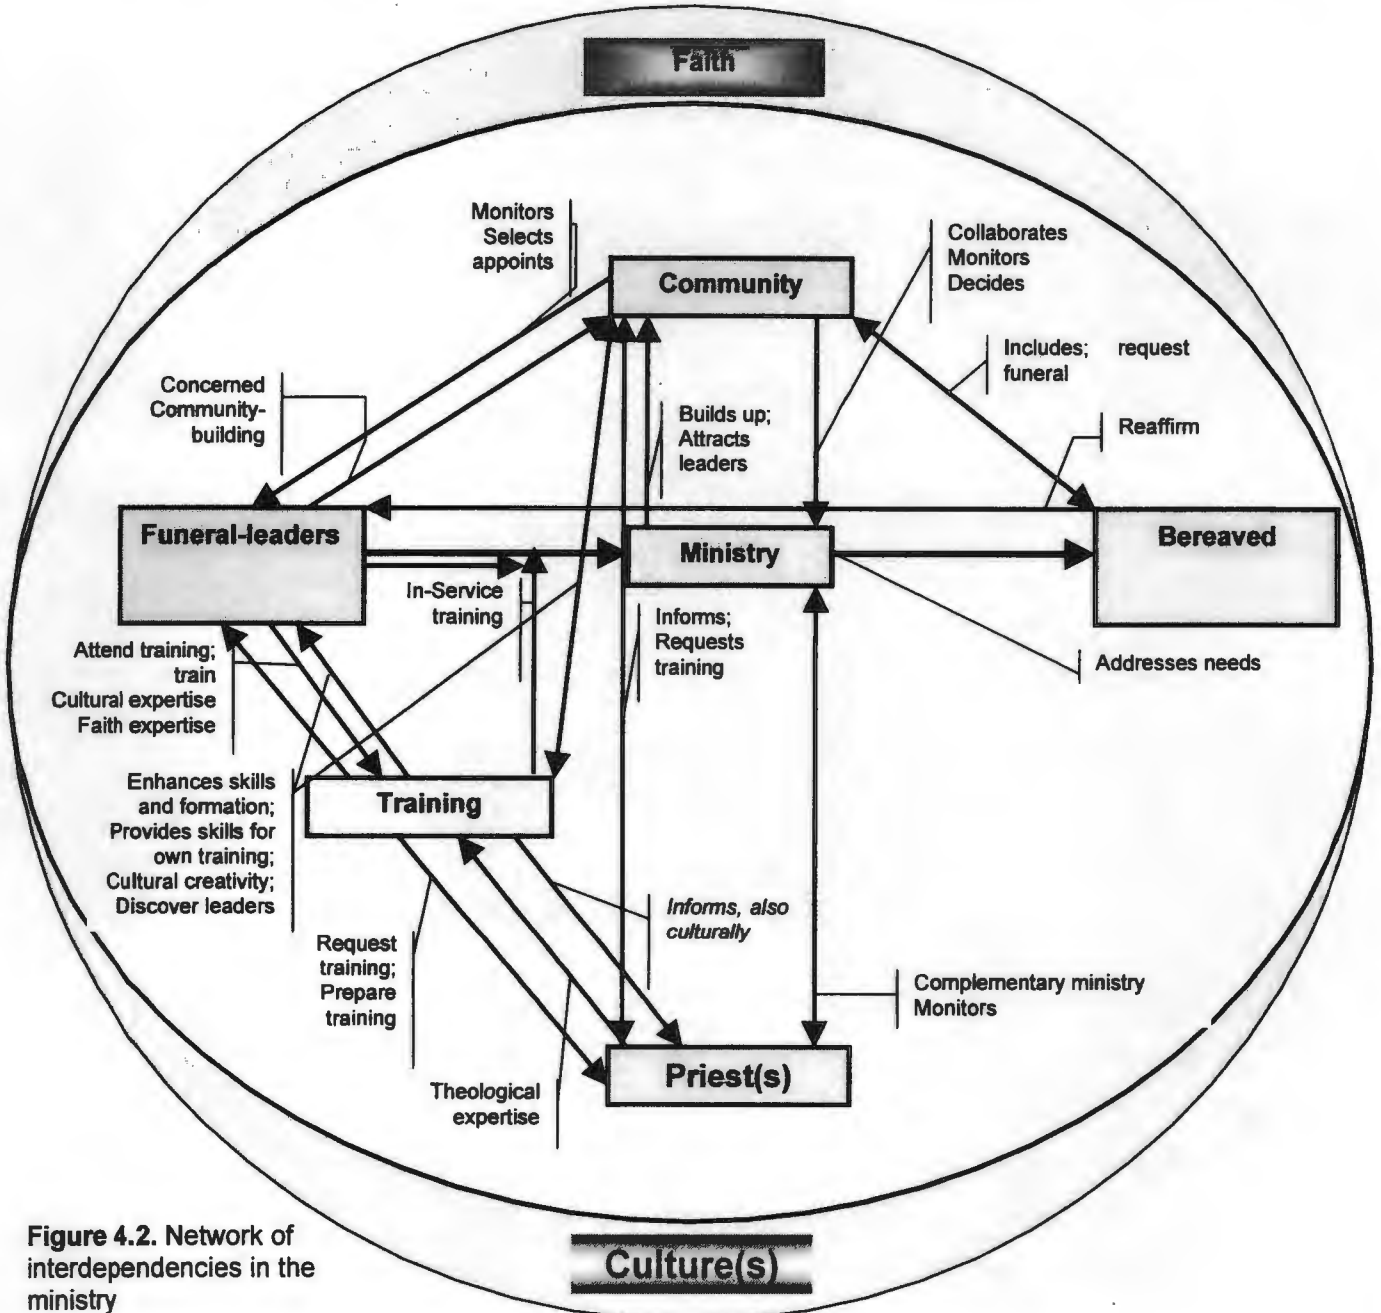 Faith
Monitors
Selects
appoints
Collaborates
Monitors
Decides
Community
Includes; request
funeral
Concerned
Community-
building
Builds up;
Attracts
leaders
Reaffirm
Funeral-leaders
Ministry
Bereaved
In-Service
training
Informs;
Requests
training
Attend training;
train
Cultural expertise
Faith expertise
Addresses needs
Enhances skills
and formation;
Provides skills for
own training;
Cultural creativity;
Discover leaders
Training
Informs, also
culturally
Request
training;
Prepare
training
Complementary ministry
Monitors
Priest(s)
Theological
expertise
Figure 4.2. Network of
interdependencies in the
ministry
Culture(s)